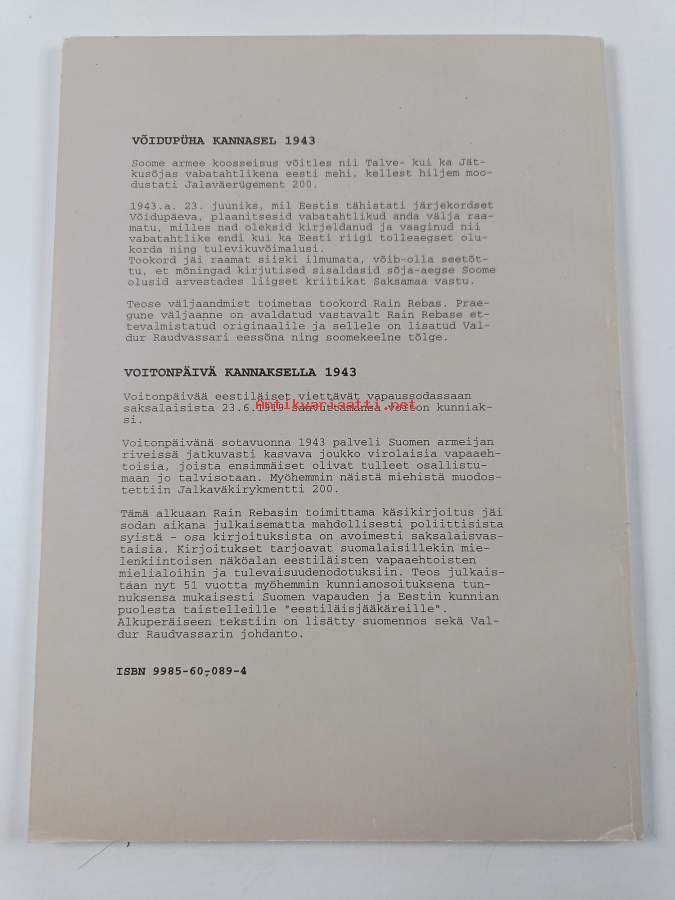 VÕIDUPÜHA KANNASEL 1943
Soome armee koosseisus võitles nii Talve- kui ka Jät-
kusõjas vabatahtlikena eesti mehi, kellest hiljem moo-
dustati Jalaväerügement 200.
1943.a. 23. juuniks, mil Eestis tähistati järjekordset
Võidupäeva, plaanitsesid vabatahtlikud anda välja raa-
matu, milles nad oleksid kirjeldanud ja vaaginud nii
vabatahtlike endi kui ka Eesti riigi tolleaegset olu-
korda ning tulevikuvõimalusi.
Tookord jäi raamat siiski ilmumata, võib-olla seetõt-
tu, et mõningad kirjutised sisaldasid sõja-aegse Soome
olusid arvestades liigset kriitikat Saksamaa vastu.
Teose väljaandmist toimetas tookord Rain Rebas. Prae-
gune väljaanne on avaldatud vastavalt Rain Rebase et-
tevalmistatud originaalile ja sellele on lisatud Val-
dur Raudvassari eessõna ning soomekeelne tõlge.
VOITONPÄIVÄ KANNAKSELLA 1943
Voitonpäivää eestiläiset viettävät vapaussodassaan
saksalaisista 23.6.1919 saavuttamansa voiton kunniak-
si.
Antikvariaatti.net
Voitonpäivänä sotavuonna 1943 palveli Suomen armeijan
riveissä jatkuvasti kasvava joukko virolaisia vapaaeh-
toisia, joista ensimmäiset olivat tulleet osallistu-
maan jo talvisotaan. Myöhemmin näistä miehistä muodos-
tettiin Jalkaväkirykmentti 200.
Tämä alkuaan Rain Rebasin toimittama käsikirjoitus jäi
sodan aikana julkaisematta mahdollisesti poliittisista
syistä - osa kirjoituksista on avoimesti saksalaisvas-
taisia. Kirjoitukset tarjoavat suomalaisillekin mie-
lenkiintoisen näköalan eestiläisten vapaaehtoisten
mielialoihin ja tulevaisuudenodotuksiin. Teos julkais-
taan nyt 51 vuotta myöhemmin kunnianosoituksena tun-
nuksensa mukaisesti Suomen vapauden ja Eestin kunnian
puolesta taistelleille "eestiläisjääkäreille".
Alkuperäiseen tekstiin on lisätty suomennos sekä Val-
dur Raudvassarin johdanto.
ISBN 9985-60-089-4